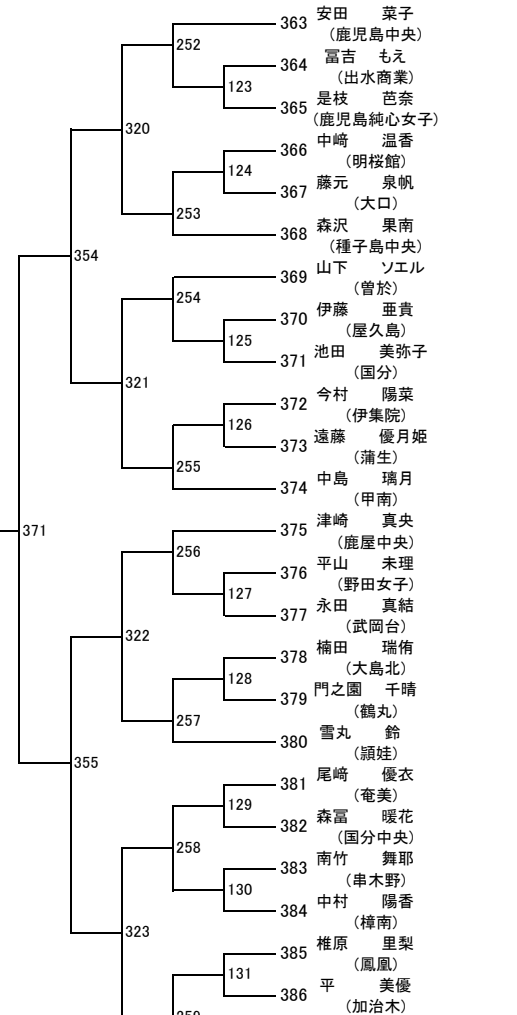 363 安田 菜子
(鹿児島中央)
252
364 冨吉 もえ
(出水商業)
123
365 是枝 芭奈
(鹿児島純心女子)
320
366 中﨑 温香
(明桜館)
124
367 藤元 泉帆
(大口)
253
368 森沢 果南
(種子島中央)
354
369 山下 ソエル
(曽於)
254
370 伊藤 亜貴
(屋久島)
125
371 池田 美弥子
(国分)
321
372 今村 陽菜
(伊集院)
126
373 遠藤 優月姫
(蒲生)
255
374 中島 璃月
(甲南)
371
375 津崎 真央
(鹿屋中央)
256
376 平山 未理
(野田女子)
127
377 永田 真結
(武岡台)
322
378 楠田 瑞侑
(大島北)
128
379 門之園 千晴
(鶴丸)
257
380 雪丸 鈴
(頴娃)
355
381 尾﨑 優衣
(奄美)
129
382 森冨 暖花
(国分中央)
258
383 南竹 舞耶
(串木野)
130
384 中村 陽香
(樟南)
323
385 椎原 里梨
(鳳凰)
131
386 平 美優
(加治木)